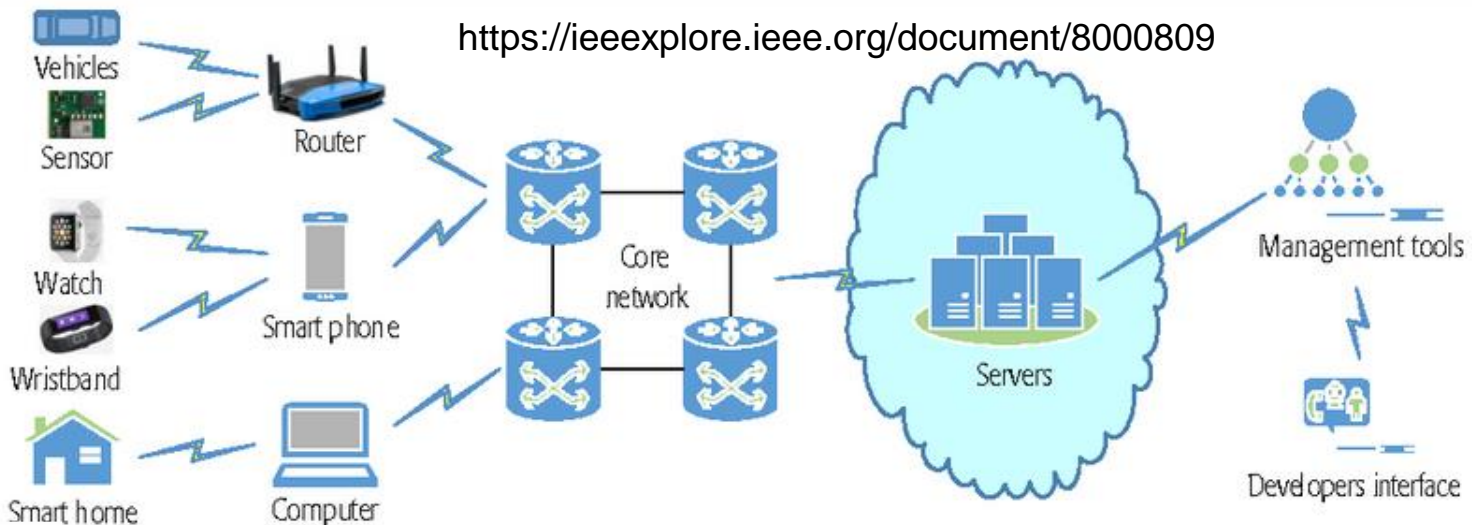 https://ieeexplore.ieee.org/document/8000809
Vehicles
Sensor
Router
Watch
Wristband
Smart phone
Smart home
Computer
Core
network
Servers
Management tools
Developers interface